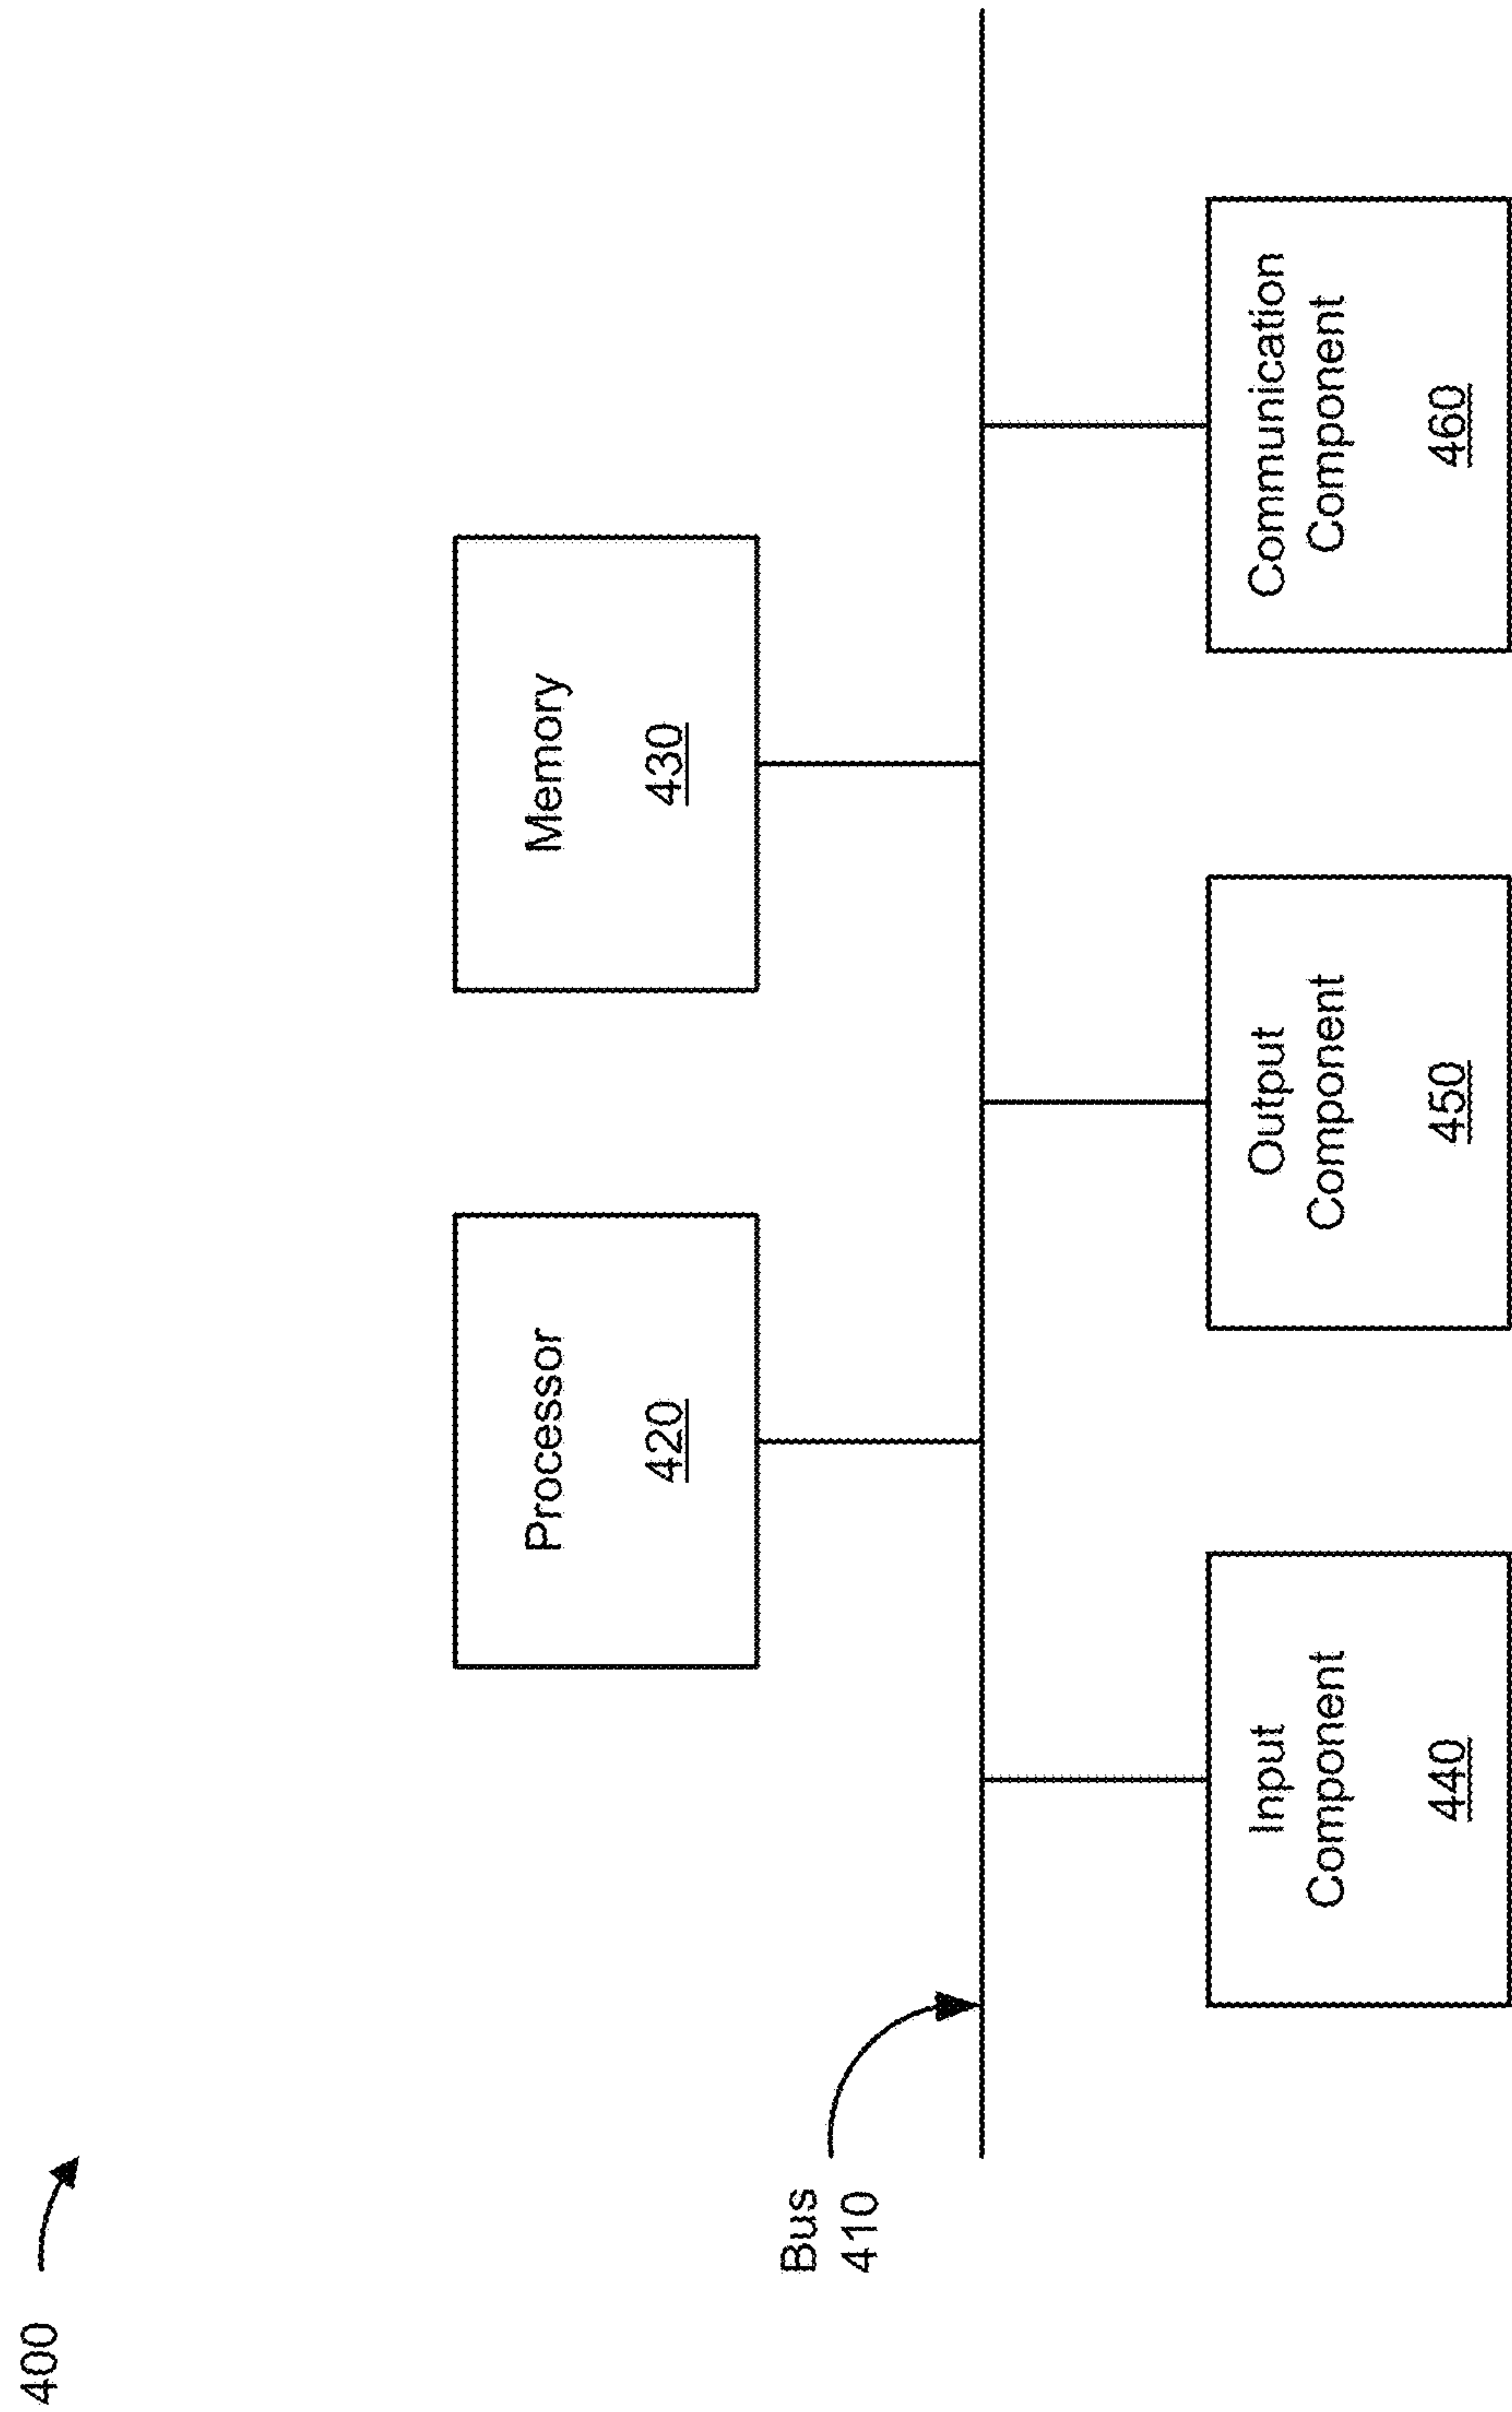 400
Processor
420
Memory
430
Bus
410
Input
Component
440
Output
Component
450
Communication
Component
460